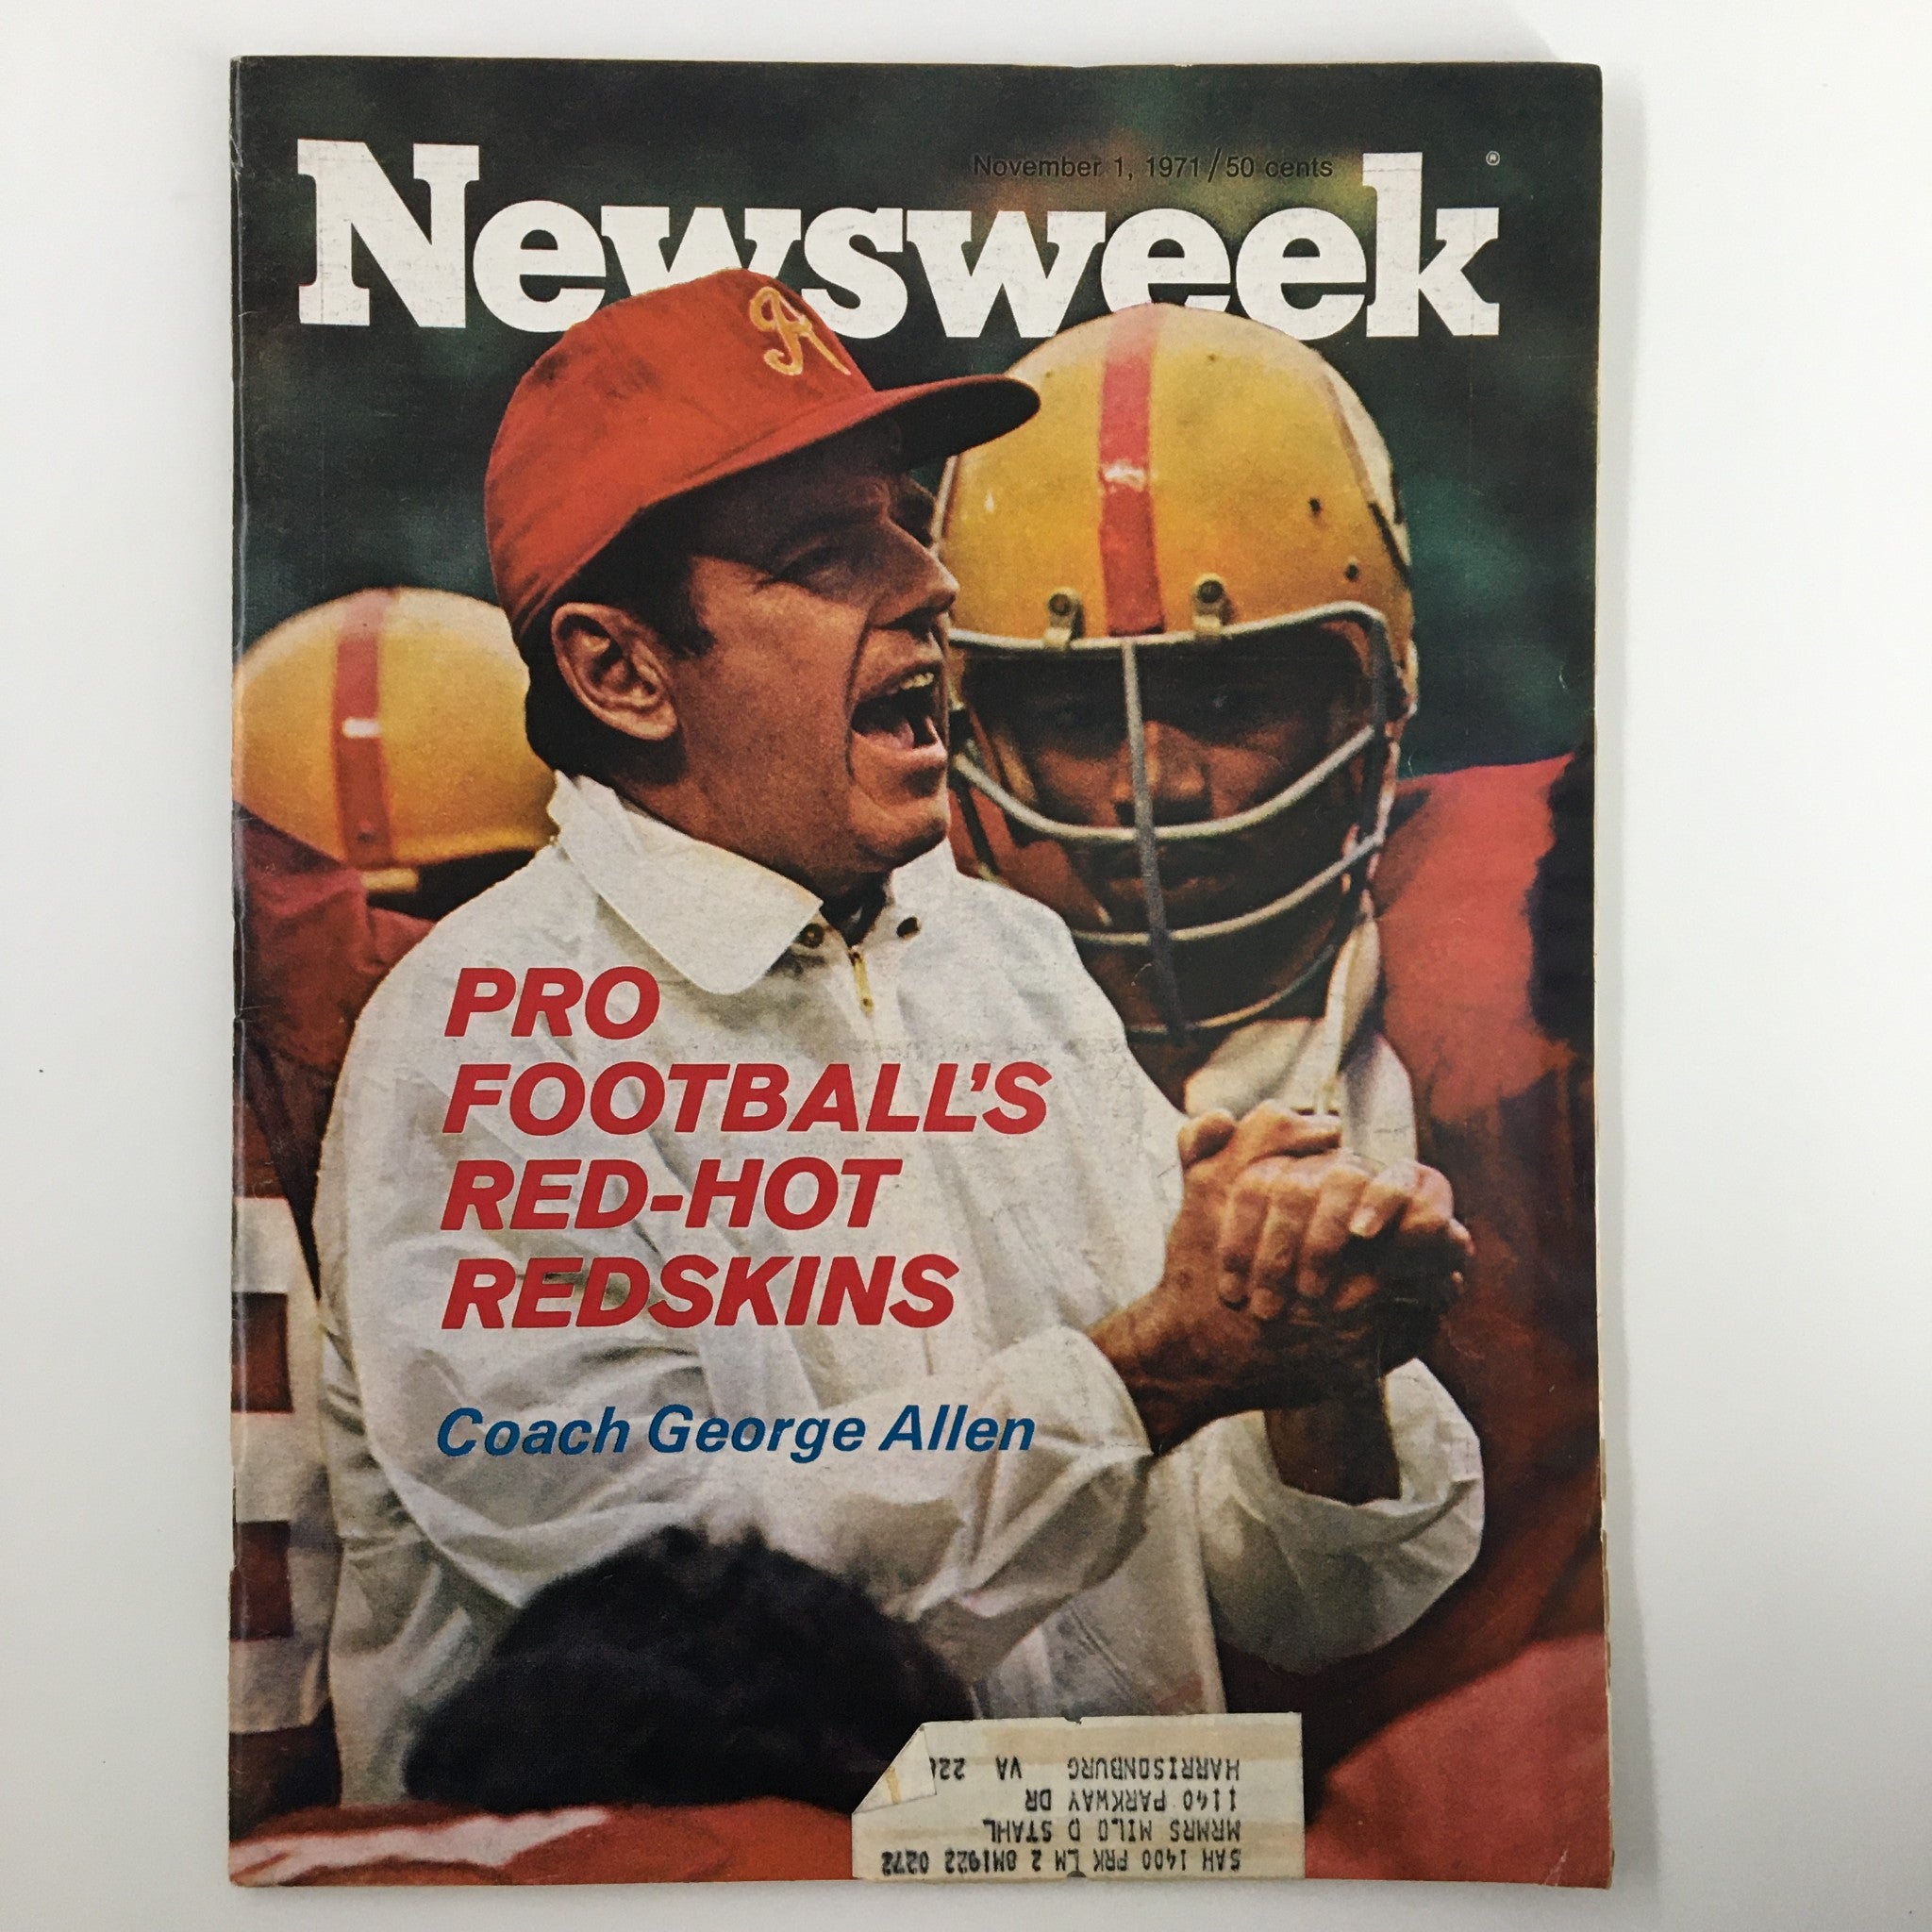 November 1, 1971/50 cents
Newsweek
®
A
PRO
FOOTBALL'S
RED-HOT
REDSKINS
Coach George Allen
SAH 1400 PRK LM 2 0M1922 0272
MRMRS MILO D STAHL
1140 PARKWAY DR
HARRISONBURG VA